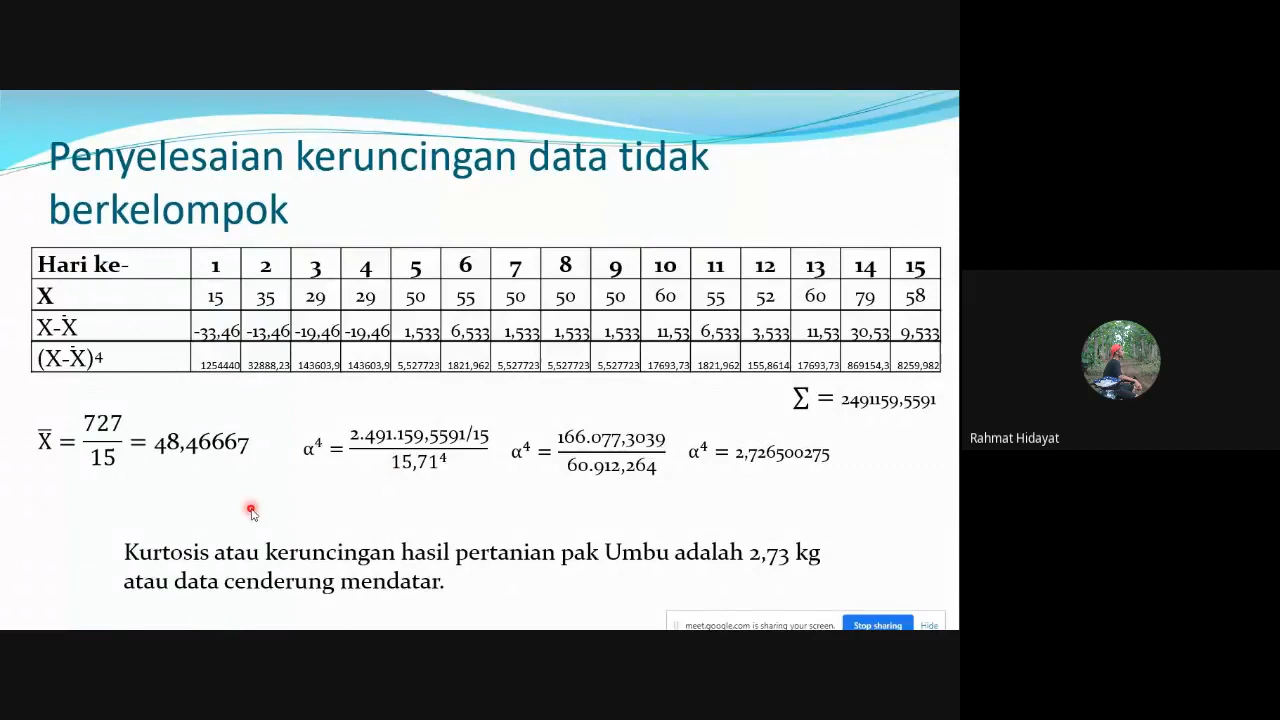 Penyelesaian keruncingan data tidak
berkelompok
Hari ke- 1 2 3 4 5 6 7 8 9 10 11 12 13 14 15
X 15 35 29 29 50 55 50 50 50 60 55 52 60 79 58
X-Ẋ -33,46 -13,46 -19,46 -19,46 1,533 6,533 1,533 1,533 1,533 11,53 6,533 3,533 11,53 30,53 9,533
(X-Ẋ)⁴ 1254440 32888,23 143603,9 143603,9 5,527723 1821,962 5,527723 5,527723 5,527723 17693,73 1821,962 155,8614 17693,73 869154,3 8259,982
∑ = 2491159,5591
X̅ = 727/15 = 48,46667 α⁴ = 2.491.159,5591/15 / 15,71⁴ α⁴ = 166.077,3039 / 60.912,264 α⁴ = 2,726500275
Kurtosis atau keruncingan hasil pertanian pak Umbu adalah 2,73 kg
atau data cenderung mendatar.
meet.google.com is sharing your screen. Stop sharing Hide
Rahmat Hidayat